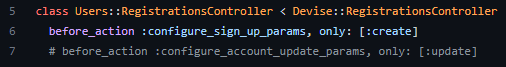 5 class Users::RegistrationsController < Devise::RegistrationsController
6 before_action :configure_sign_up_params, only: [:create]
7 # before_action :configure_account_update_params, only: [:update]